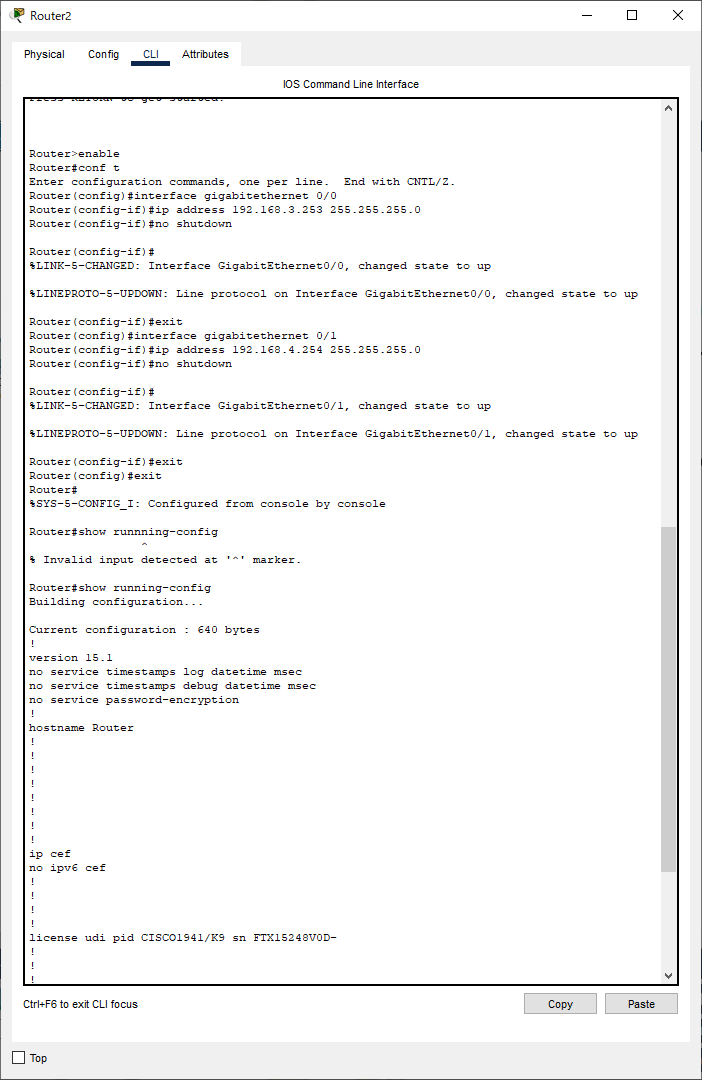 Router2
Physical Config CLI Attributes
IOS Command Line Interface
Press RETURN to get started.
Router>enable
Router#conf t
Enter configuration commands, one per line.  End with CNTL/Z.
Router(config)#interface gigabitethernet 0/0
Router(config-if)#ip address 192.168.3.253 255.255.255.0
Router(config-if)#no shutdown
Router(config-if)#
%LINK-5-CHANGED: Interface GigabitEthernet0/0, changed state to up
%LINEPROTO-5-UPDOWN: Line protocol on Interface GigabitEthernet0/0, changed state to up
Router(config-if)#exit
Router(config)#interface gigabitethernet 0/1
Router(config-if)#ip address 192.168.4.254 255.255.255.0
Router(config-if)#no shutdown
Router(config-if)#
%LINK-5-CHANGED: Interface GigabitEthernet0/1, changed state to up
%LINEPROTO-5-UPDOWN: Line protocol on Interface GigabitEthernet0/1, changed state to up
Router(config-if)#exit
Router(config)#exit
Router#
%SYS-5-CONFIG_I: Configured from console by console
Router#show runnning-config
^
% Invalid input detected at '^' marker.
Router#show running-config
Building configuration...
Current configuration : 640 bytes
!
version 15.1
no service timestamps log datetime msec
no service timestamps debug datetime msec
no service password-encryption
!
hostname Router
!
!
!
!
!
!
!
!
ip cef
no ipv6 cef
!
!
!
!
license udi pid CISCO1941/K9 sn FTX15248V0D-
!
!
!
Ctrl+F6 to exit CLI focus
Copy Paste
Top